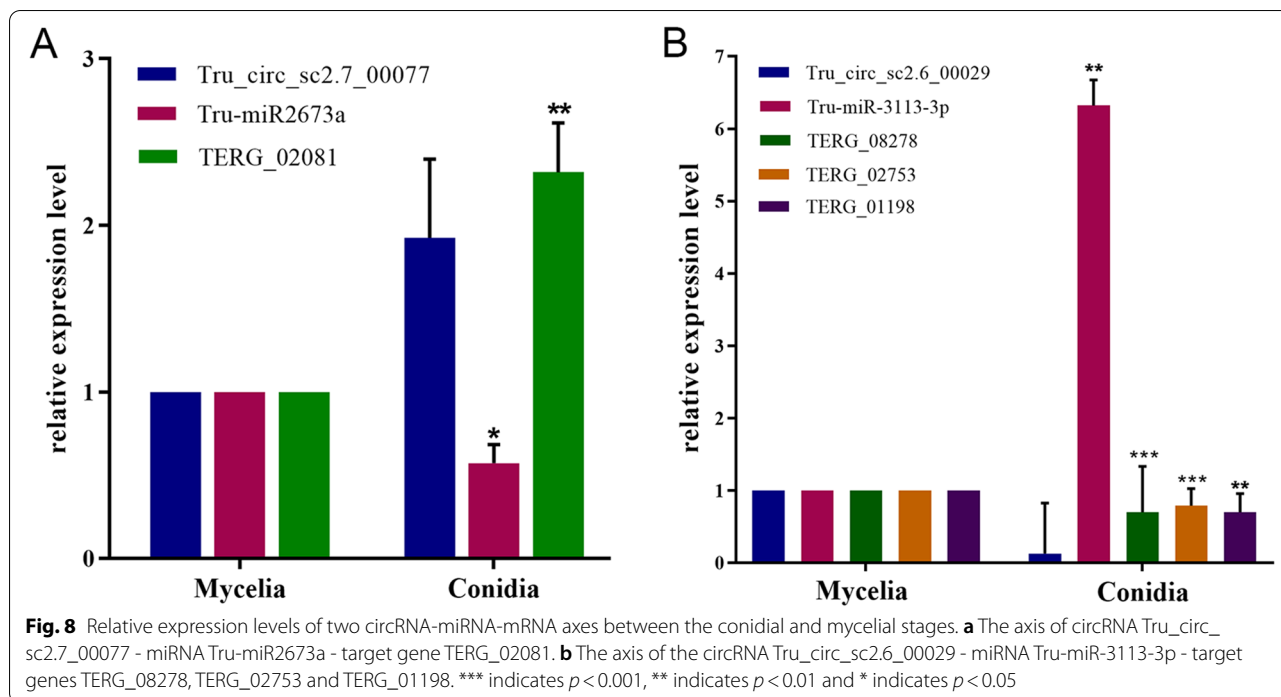 A
3
2
1
0
relative expression level
Tru_circ_sc2.7_00077
Tru-miR2673a
TERG_02081
*
**
Mycelia
Conidia
B
7
6
5
4
3
2
1
0
relative expression level
Tru_circ_sc2.6_00029
Tru-miR-3113-3p
TERG_08278
TERG_02753
TERG_01198
**
***
***
**
Mycelia
Conidia
Fig. 8 Relative expression levels of two circRNA-miRNA-mRNA axes between the conidial and mycelial stages. a The axis of circRNA Tru_circ_
sc2.7_00077 - miRNA Tru-miR2673a - target gene TERG_02081. b The axis of the circRNA Tru_circ_sc2.6_00029 - miRNA Tru-miR-3113-3p - target
genes TERG_08278, TERG_02753 and TERG_01198. *** indicates p < 0.001, ** indicates p < 0.01 and * indicates p < 0.05